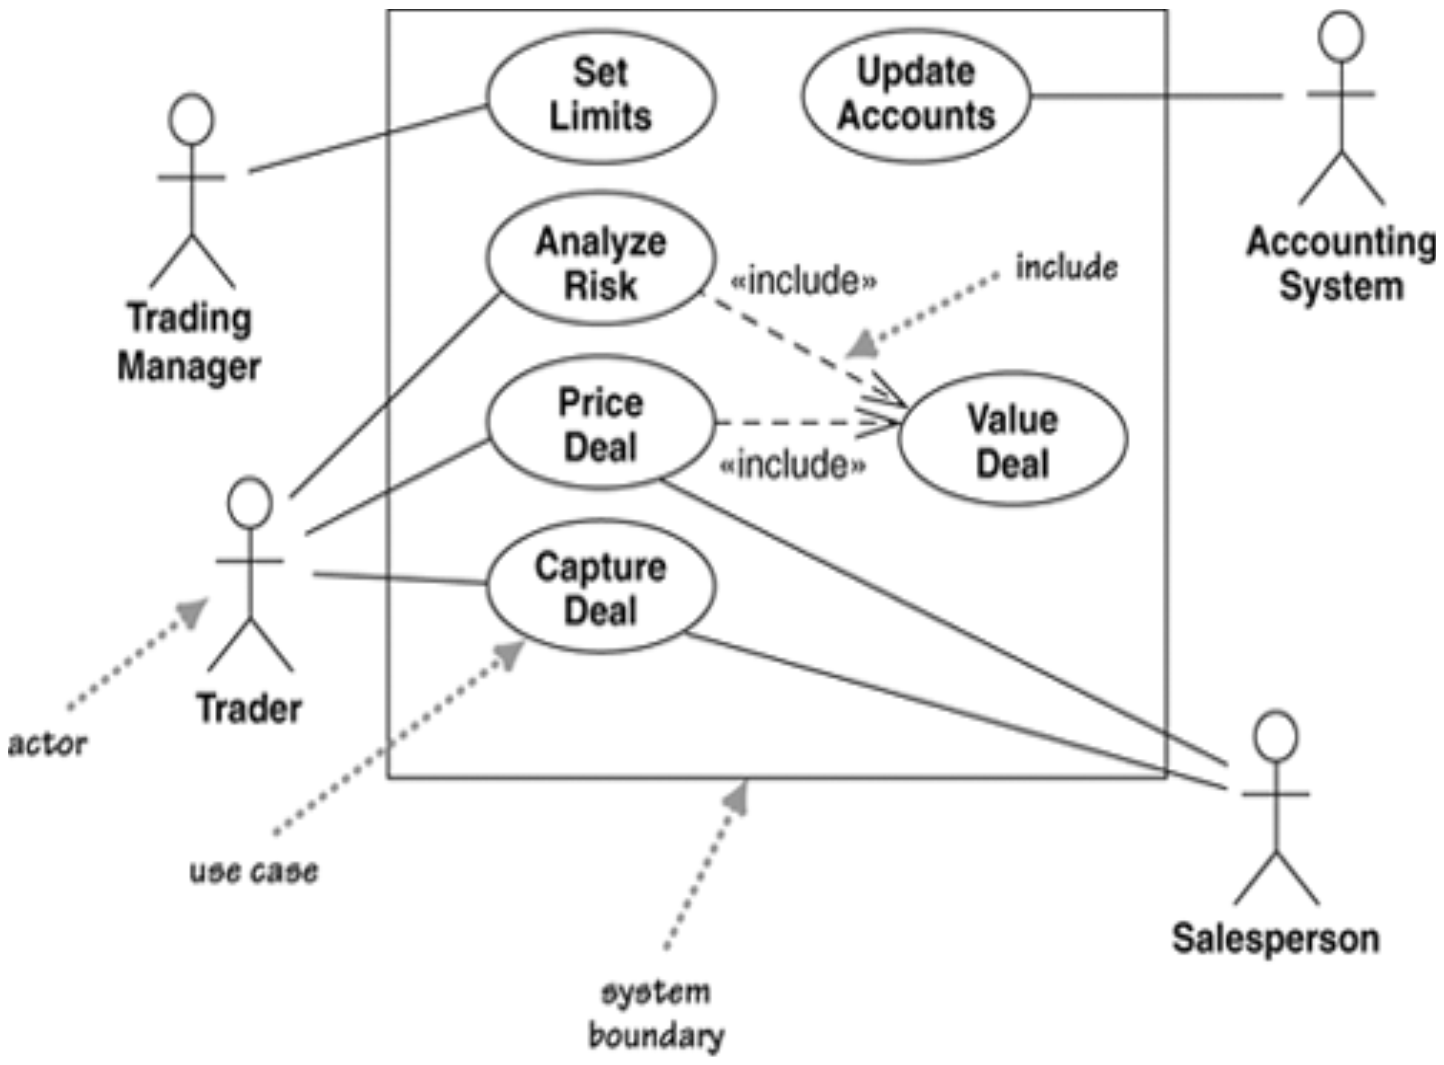 Set
Limits
Update
Accounts
Trading
Manager
Accounting
System
Analyze
Risk
«include»
include
Price
Deal
«include»
Value
Deal
Capture
Deal
Trader
actor
use case
system
boundary
Salesperson